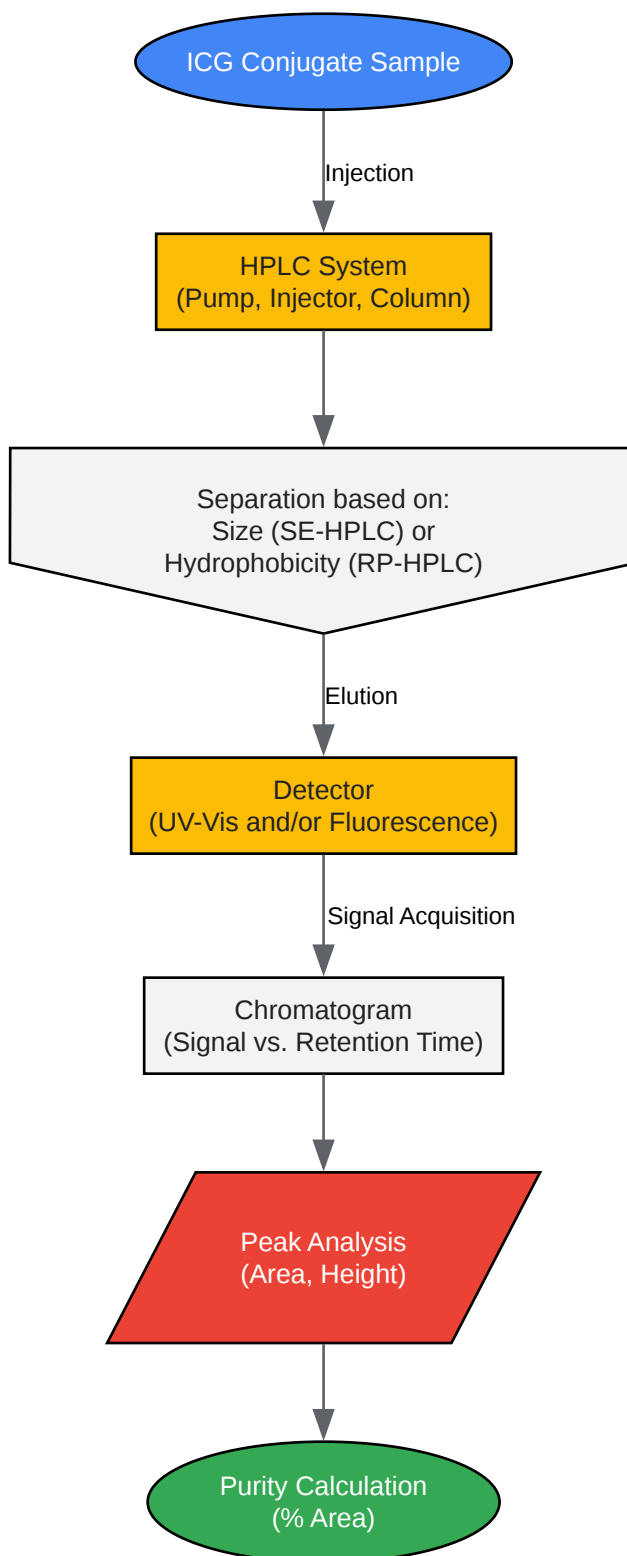 ICG Conjugate Sample
Injection
HPLC System
(Pump, Injector, Column)
Separation based on:
Size (SE-HPLC) or
Hydrophobicity (RP-HPLC)
Elution
Detector
(UV-Vis and/or Fluorescence)
Signal Acquisition
Chromatogram
(Signal vs. Retention Time)
Peak Analysis
(Area, Height)
Purity Calculation
(% Area)